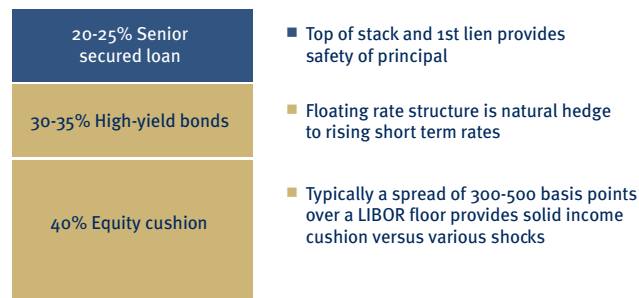 20-25% Senior
secured loan
Top of stack and 1st lien provides
safety of principal
30-35% High-yield bonds
Floating rate structure is natural hedge
to rising short term rates
40% Equity cushion
Typically a spread of 300-500 basis points
over a LIBOR floor provides solid income
cushion versus various shocks